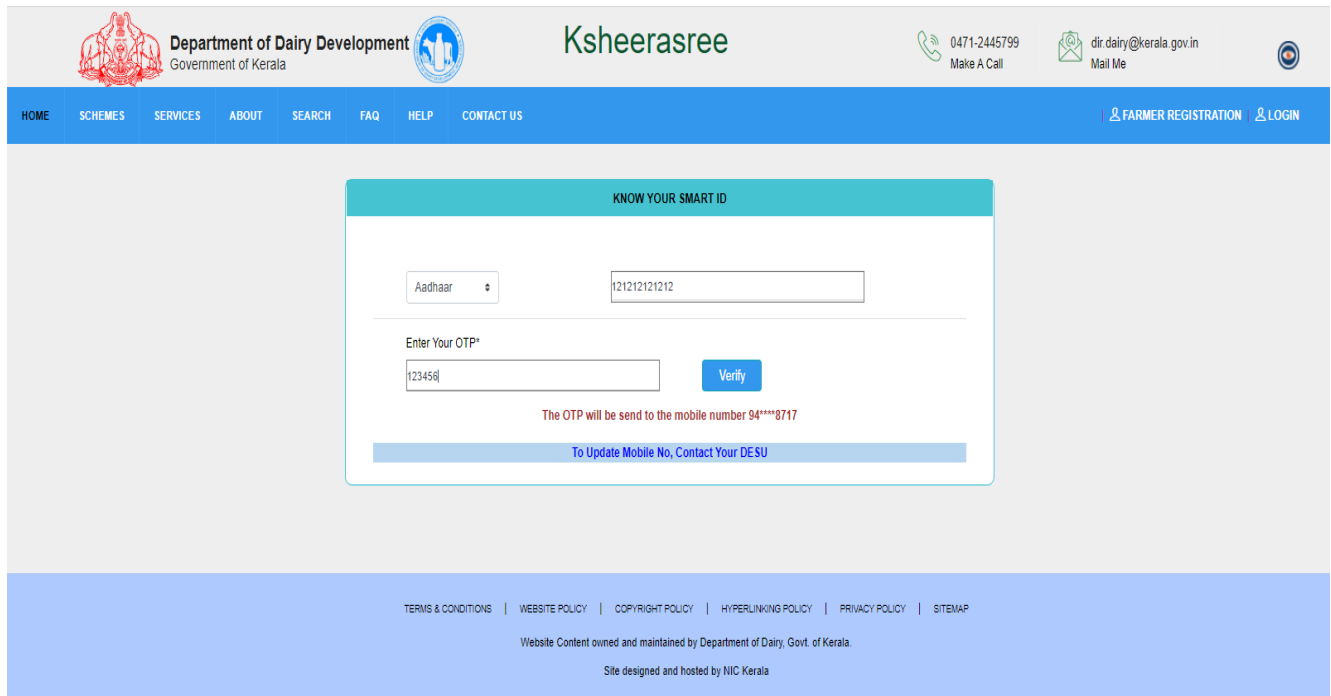 Department of Dairy Development
Government of Kerala
Ksheerasree
0471-2445799
Make A Call
dir.dairy@kerala.gov.in
Mail Me
HOME SCHEMES SERVICES ABOUT SEARCH FAQ HELP CONTACT US | FARMER REGISTRATION | LOGIN
KNOW YOUR SMART ID
Aadhaar 121212121212
Enter Your OTP*
123456 Verify
The OTP will be send to the mobile number 94****8717
To Update Mobile No, Contact Your DESU
TERMS & CONDITIONS | WEBSITE POLICY | COPYRIGHT POLICY | HYPERLINKING POLICY | PRIVACY POLICY | SITEMAP
Website Content owned and maintained by Department of Dairy, Govt. of Kerala.
Site designed and hosted by NIC Kerala